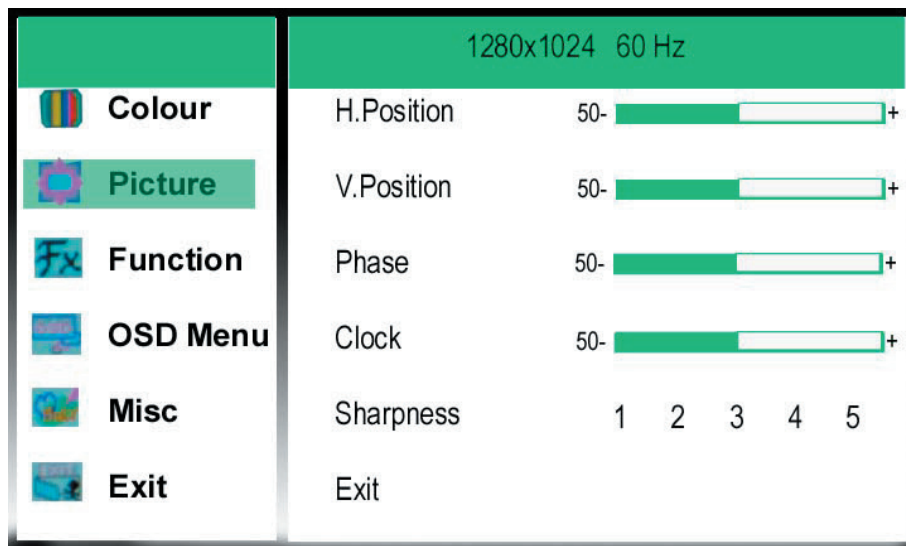 1280x1024 60 Hz
Colour
Picture
Function
OSD Menu
Misc
Exit
H.Position 50- +
V.Position 50- +
Phase 50- +
Clock 50- +
Sharpness 1 2 3 4 5
Exit